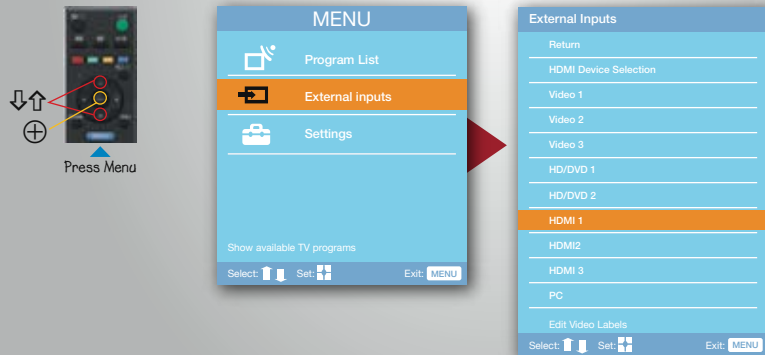 Press Menu
MENU
Program List
External inputs
Settings
Show available TV programs
Select: Set: Exit: MENU
External Inputs
Return
HDMI Device Selection
Video 1
Video 2
Video 3
HD/DVD 1
HD/DVD 2
HDMI 1
HDMI2
HDMI 3
PC
Edit Video Labels
Select: Set: Exit: MENU